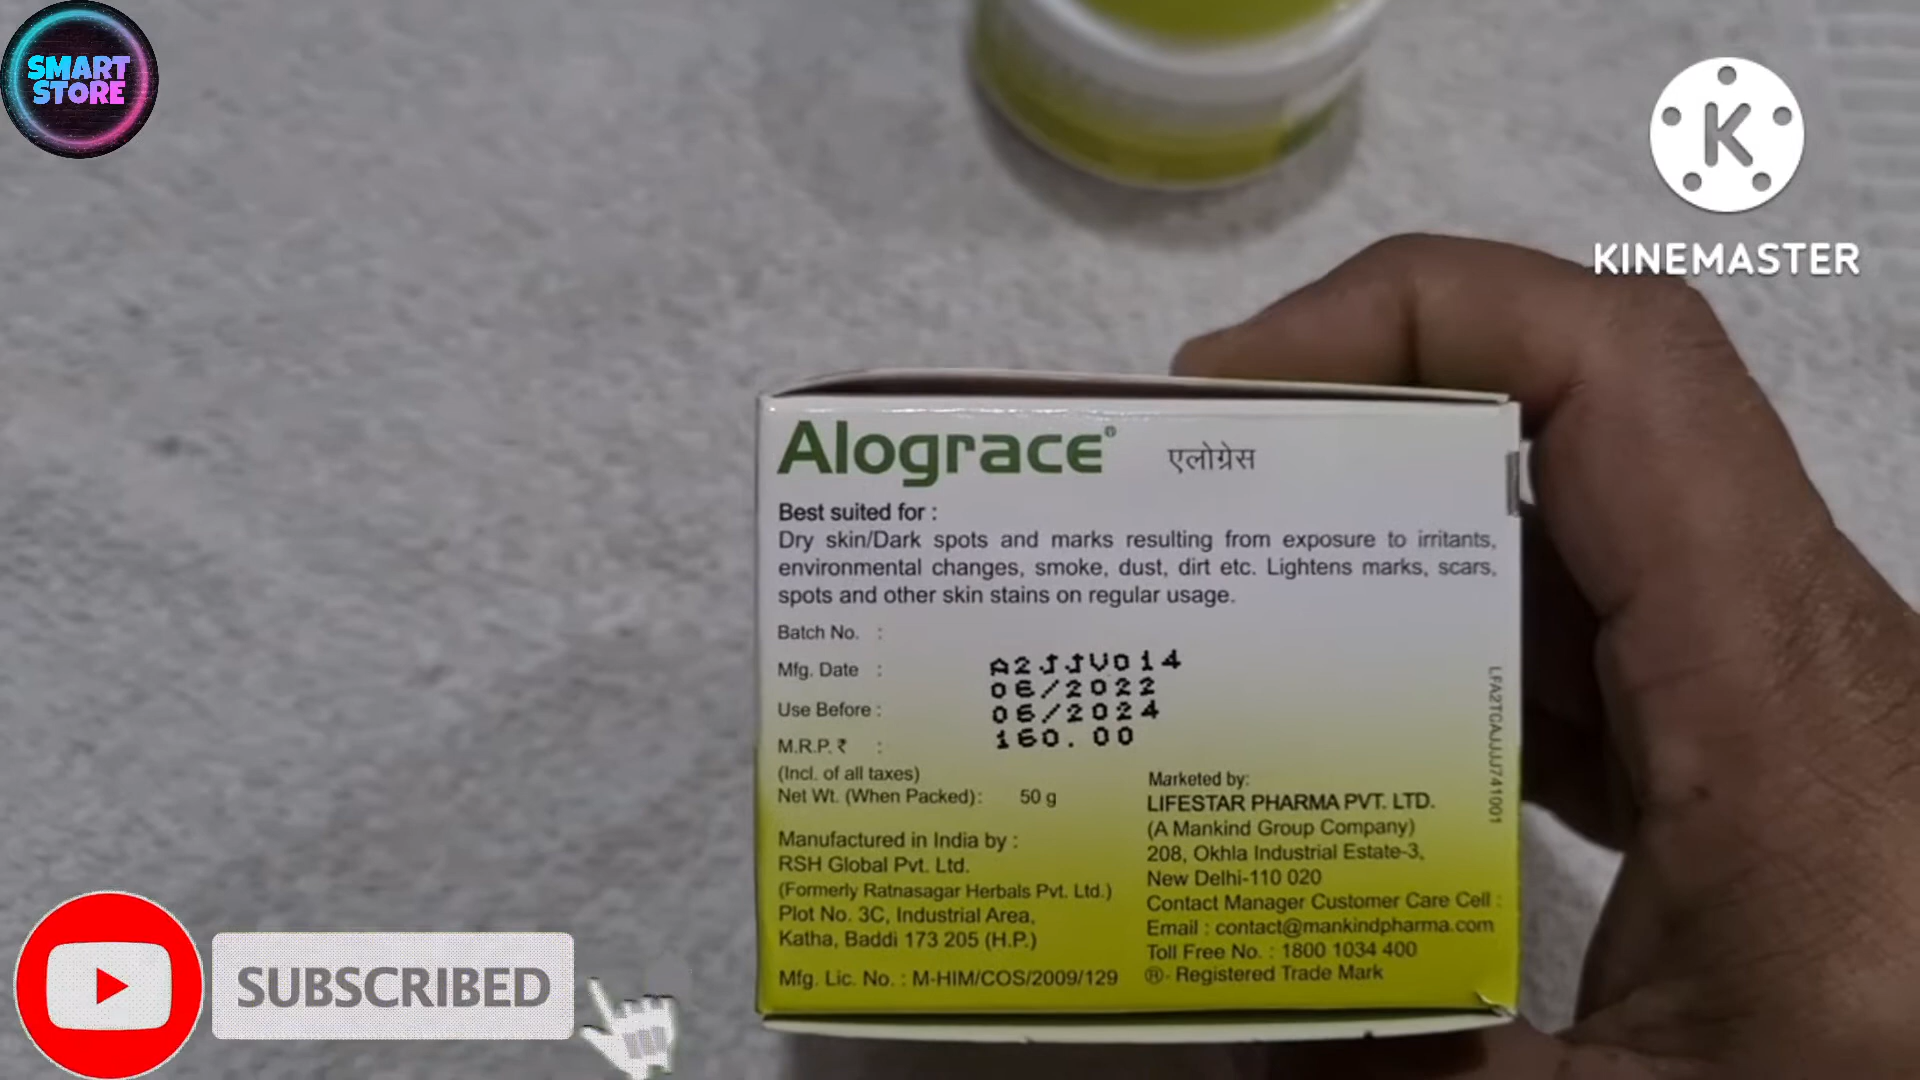 SMART
STORE
K
KINEMASTER
Alograce® एलोग्रेस
Best suited for :
Dry skin/Dark spots and marks resulting from exposure to irritants,
environmental changes, smoke, dust, dirt etc. Lightens marks, scars,
spots and other skin stains on regular usage.
Batch No. :
A2JJV014
Mfg. Date :
06/2022
Use Before :
06/2024
M.R.P. ₹ :
160.00
(Incl. of all taxes)
Net Wt. (When Packed): 50 g
Manufactured in India by :
RSH Global Pvt. Ltd.
(Formerly Ratnasagar Herbals Pvt. Ltd.)
Plot No. 3C, Industrial Area,
Katha, Baddi 173 205 (H.P.)
Mfg. Lic. No. : M-HIM/COS/2009/129
Marketed by:
LIFESTAR PHARMA PVT. LTD.
(A Mankind Group Company)
208, Okhla Industrial Estate-3,
New Delhi-110 020
Contact Manager Customer Care Cell :
Email : contact@mankindpharma.com
Toll Free No. : 1800 1034 400
®- Registered Trade Mark
SUBSCRIBED